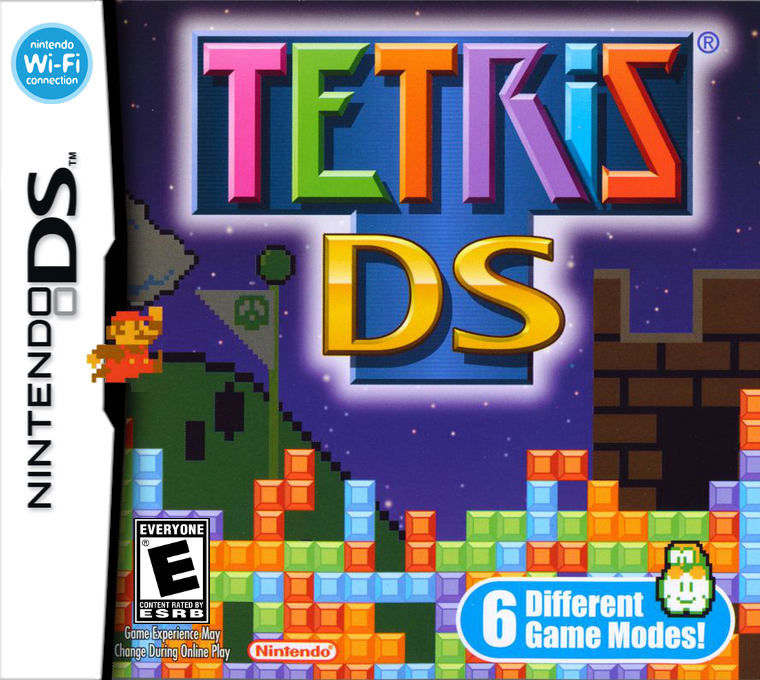 nintendo
Wi-Fi
connection
NINTENDO DS™
TETRiS®
DS
EVERYONE
®
E
CONTENT RATED BY
ESRB
Game Experience May
Change During Online Play
Nintendo®
6 Different
Game Modes!
M